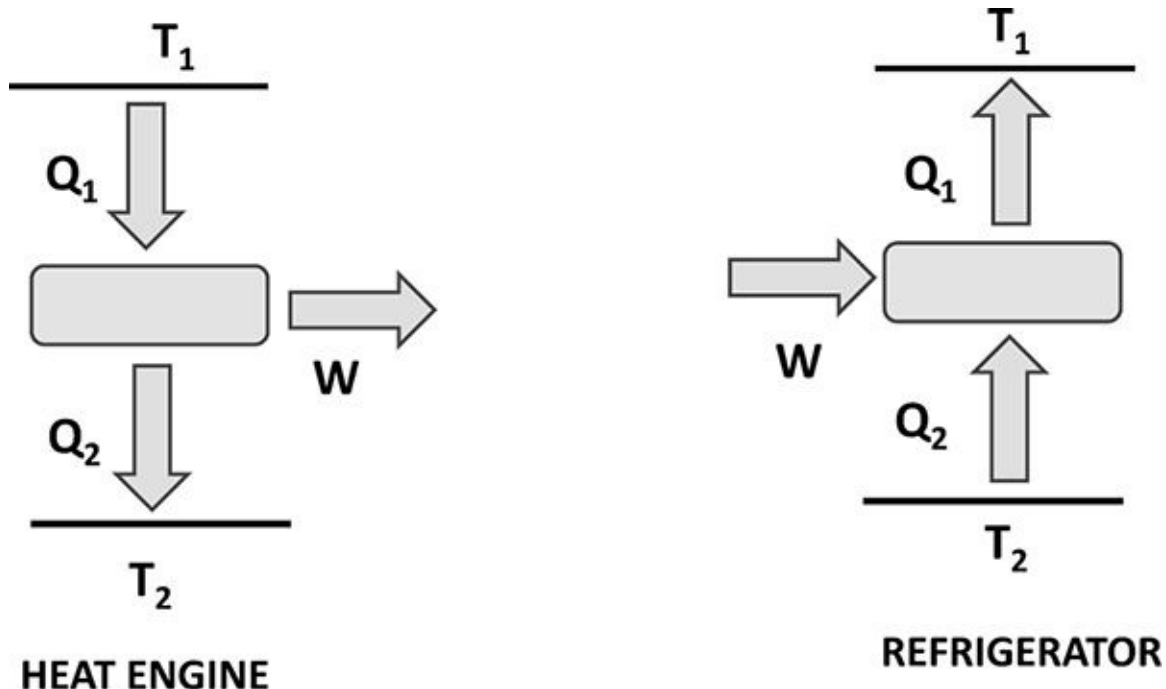 T₁
Q₁
W
Q₂
T₂
HEAT ENGINE
T₁
Q₁
W
Q₂
T₂
REFRIGERATOR